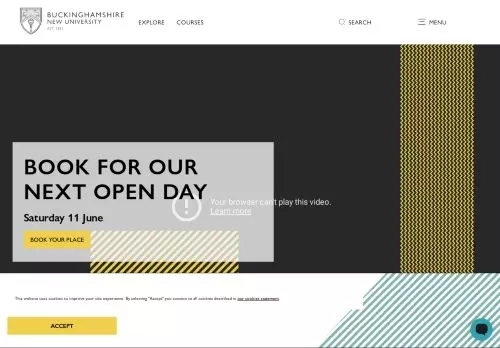 BUCKINGHAMSHIRE
NEW UNIVERSITY
EST. 1891
EXPLORE COURSES SEARCH MENU
BOOK FOR OUR
NEXT OPEN DAY
Your browser can't play this video.
Learn more
Saturday 11 June
BOOK YOUR PLACE
This website uses cookies to improve your site experience. By selecting "Accept" you consent to all cookies described in our cookies statement.
ACCEPT